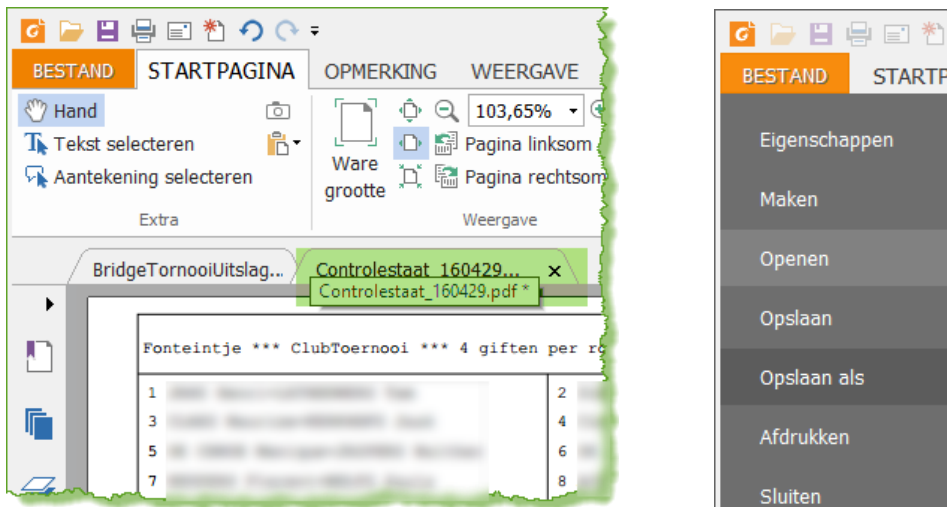 BESTAND STARTPAGINA OPMERKING WEERGAVE
Hand
Tekst selecteren
Aantekening selecteren
Extra
Ware
grootte
103,65%
Pagina linksom
Pagina rechtsom
Weergave
BridgeTornooiUitslag... Controlestaat_160429...
Controlestaat_160429.pdf *
Fonteintje *** ClubToernooi *** 4 giften per
1 2
3 4
5 6
7 8
BESTAND
Eigenschappen
Maken
Openen
Opslaan
Opslaan als
Afdrukken
Sluiten